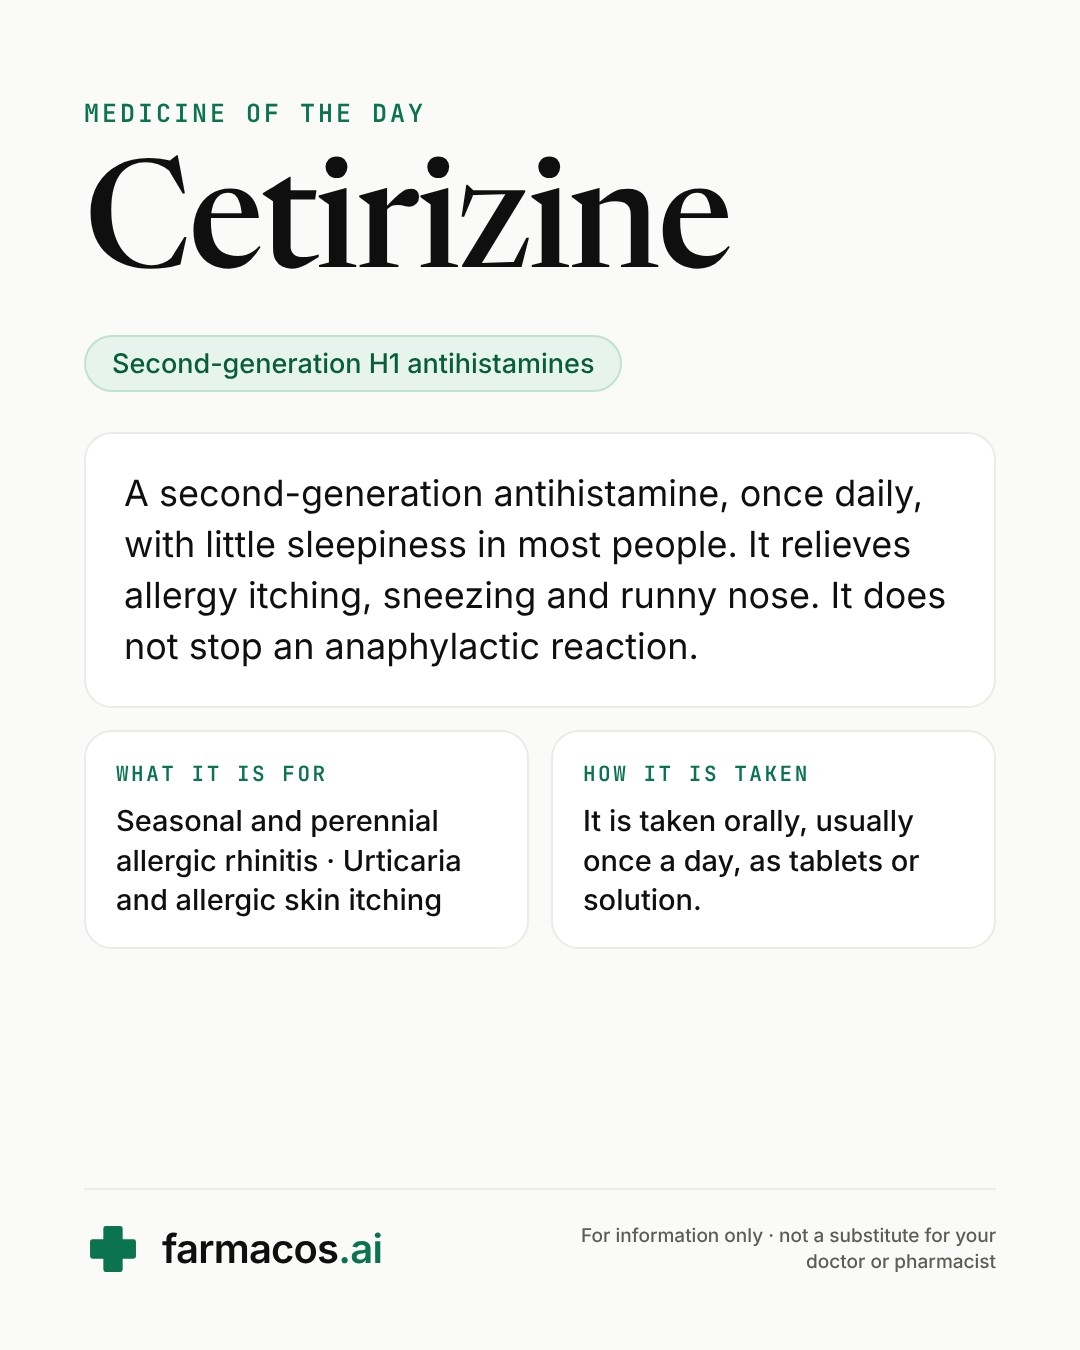 MEDICINE OF THE DAY
Cetirizine
Second-generation H1 antihistamines
A second-generation antihistamine, once daily,
with little sleepiness in most people. It relieves
allergy itching, sneezing and runny nose. It does
not stop an anaphylactic reaction.
WHAT IT IS FOR
Seasonal and perennial
allergic rhinitis · Urticaria
and allergic skin itching
HOW IT IS TAKEN
It is taken orally, usually
once a day, as tablets or
solution.
farmacos.ai
For information only · not a substitute for your
doctor or pharmacist